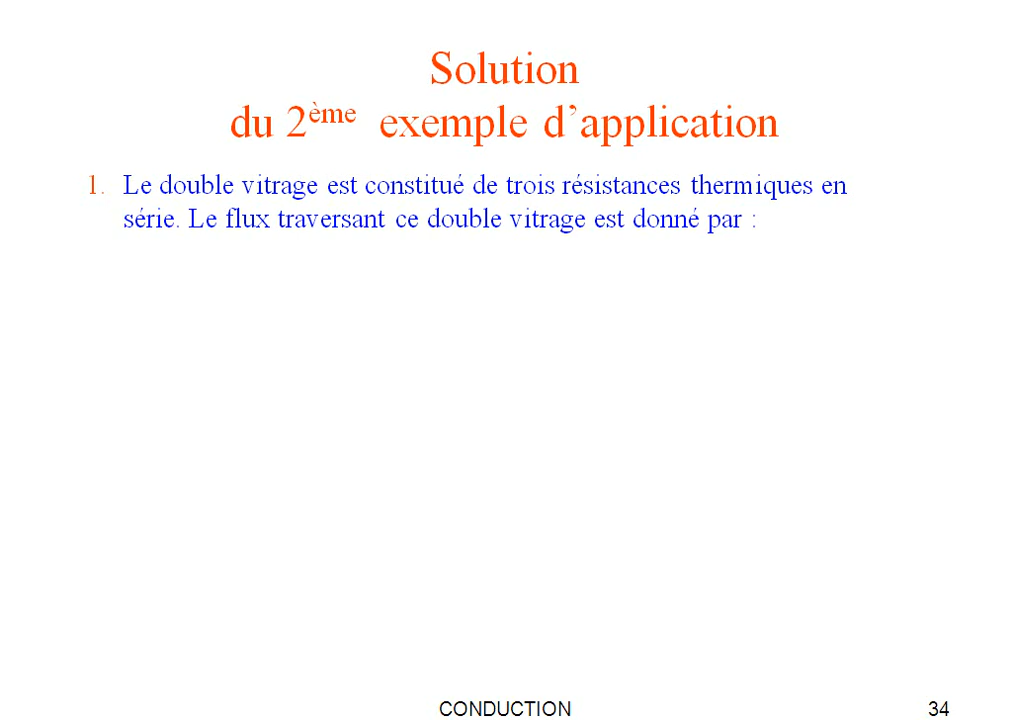 Solution
du 2ème exemple d’application
1. Le double vitrage est constitué de trois résistances thermiques en
série. Le flux traversant ce double vitrage est donné par :
CONDUCTION
34